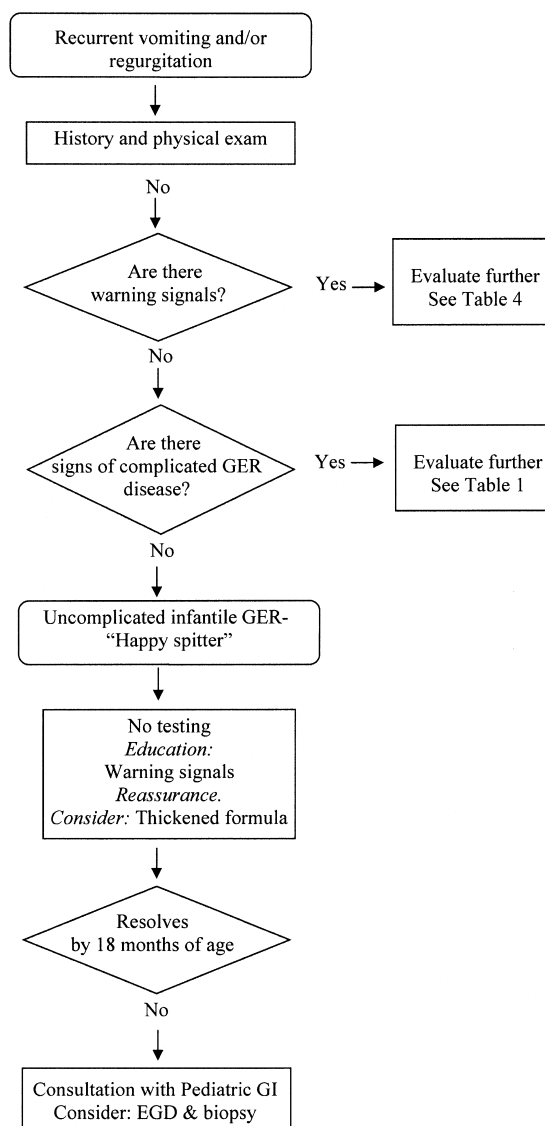 Recurrent vomiting and/or
regurgitation
History and physical exam
No
Are there
warning signals?
Yes
Evaluate further
See Table 4
No
Are there
signs of complicated GER
disease?
Yes
Evaluate further
See Table 1
No
Uncomplicated infantile GER-
“Happy spitter”
No testing
Education:
Warning signals
Reassurance.
Consider: Thickened formula
Resolves
by 18 months of age
No
Consultation with Pediatric GI
Consider: EGD & biopsy